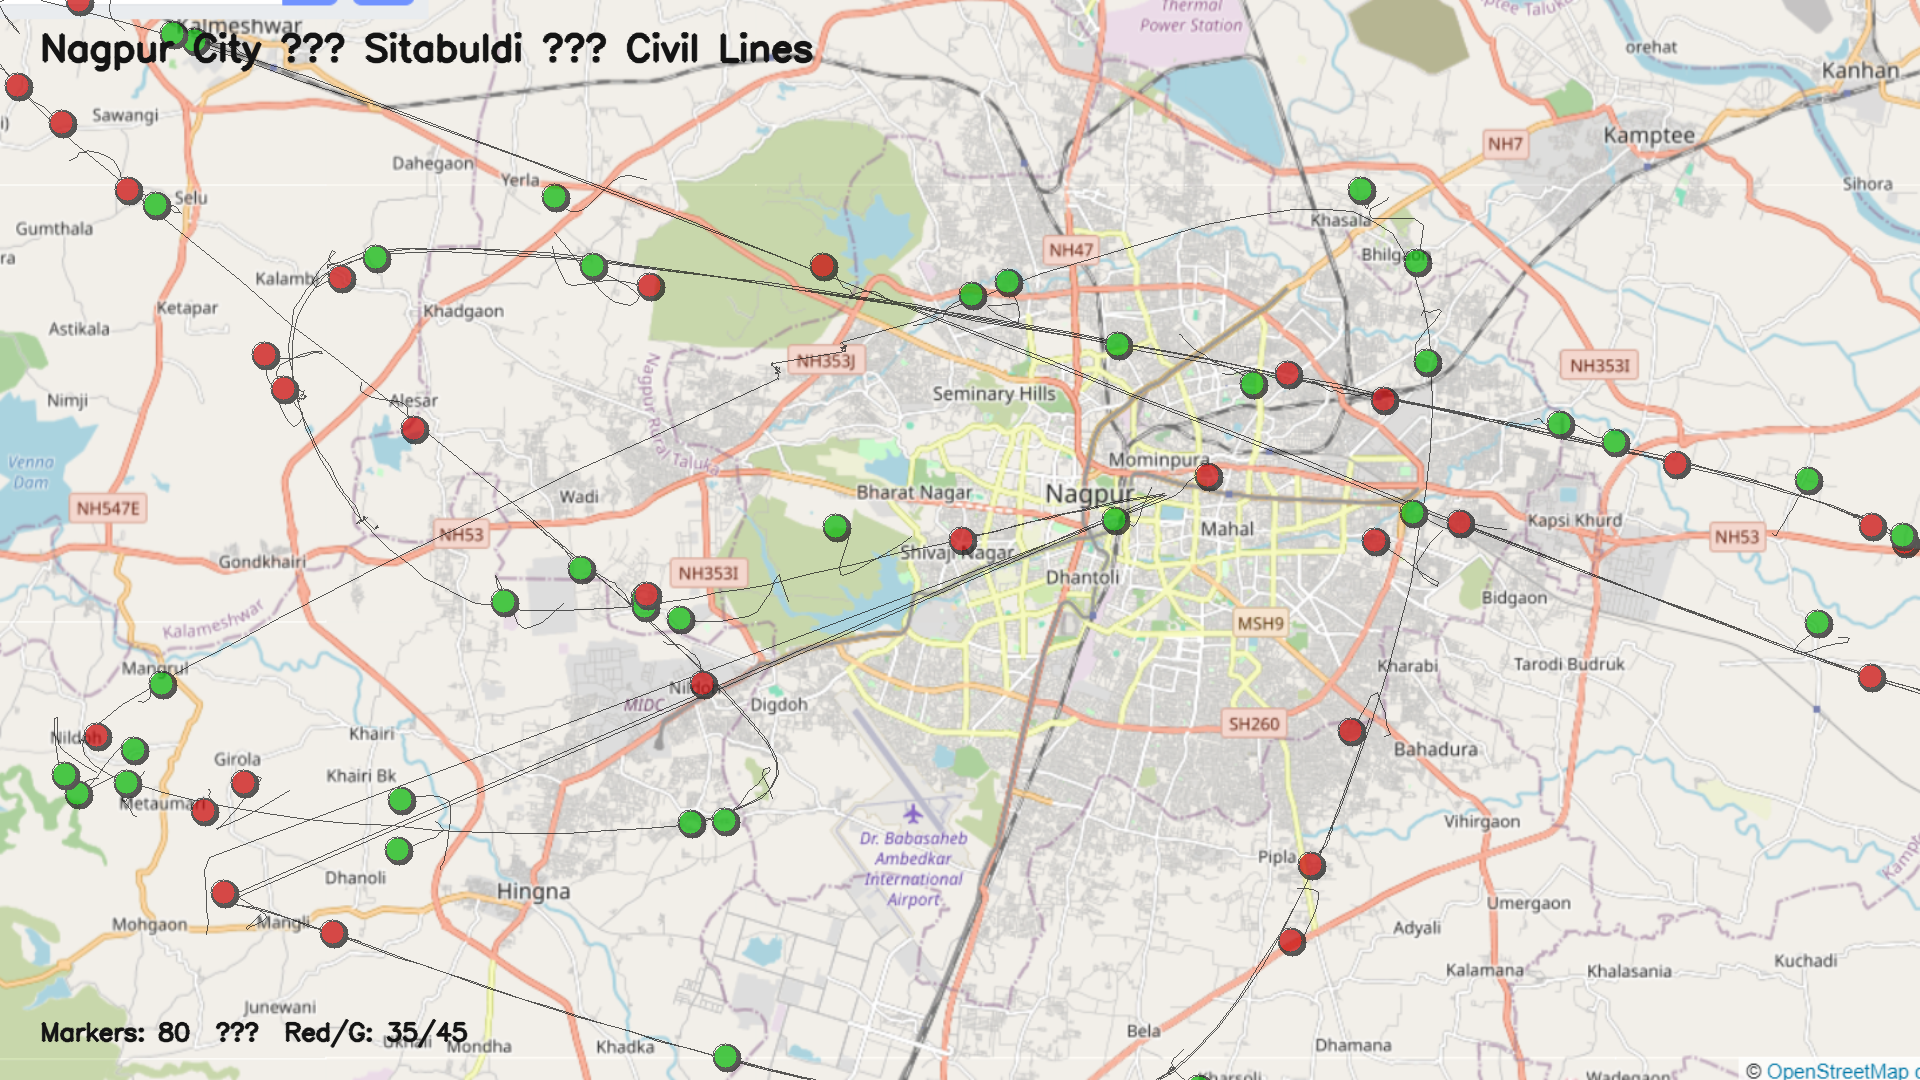 Thermal
Power Station
Kalmeshwar
Nagpur City ??? Sitabuldi ??? Civil Lines
orehat
Kanhan
Sawangi
NH7
Kamptee
Dahegaon
Yerla
Sihora
Selu
Gumthala
Khasala
NH47
Bhilgaon
ra
Kalamb
Ketapar
Khadgaon
Astikala
NH353J
NH353I
Seminary Hills
Nimji
Alesar
Nagpur Rural Taluka
Mominpura
Venna
Dam
Wadi
Bharat Nagar
Nagpur
NH547E
NH53
Mahal
Kapsi Khurd
NH53
Gondkhairi
Shivaji Nagar
NH353I
Dhantoli
Bidgaon
Kalameshwar
MSH9
Mangrul
Kharabi
Tarodi Budruk
Nildoh
MIDC
Digdoh
SH260
Nildoh
Khairi
Bahadura
Girola
Khairi Bk
Metaumari
Vihirgaon
Dr. Babasaheb
Ambedkar
International
Airport
Pipla
Dhanoli
Hingna
Umergaon
Mohgaon
Mangli
Adyali
Kalamana
Khalasania
Kuchadi
Junewani
Markers: 80 ??? Red/G: 35/45
Mondha
Khadka
Bela
Dhamana
Kharsoli
Wadegaon
© OpenStreetMap c